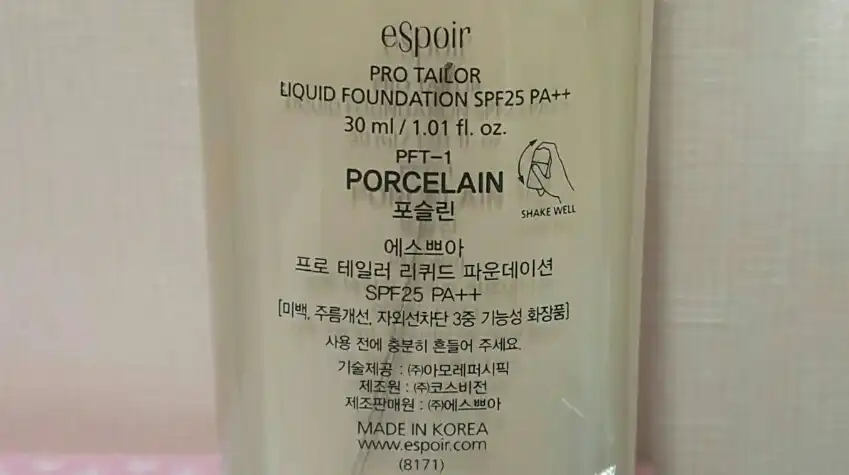 eSpoir
PRO TAILOR
LIQUID FOUNDATION SPF25 PA++
30 ml / 1.01 fl. oz.
PFT-1
PORCELAIN
포슬린
SHAKE WELL
에스쁘아
프로 테일러 리퀴드 파운데이션
SPF25 PA++
[미백, 주름개선, 자외선차단 3중 기능성 화장품]
사용 전에 충분히 흔들어 주세요.
기술제공 : (주)아모레퍼시픽
제조원 : (주)코스비전
제조판매원 : (주)에스쁘아
MADE IN KOREA
www.espoir.com
(8171)